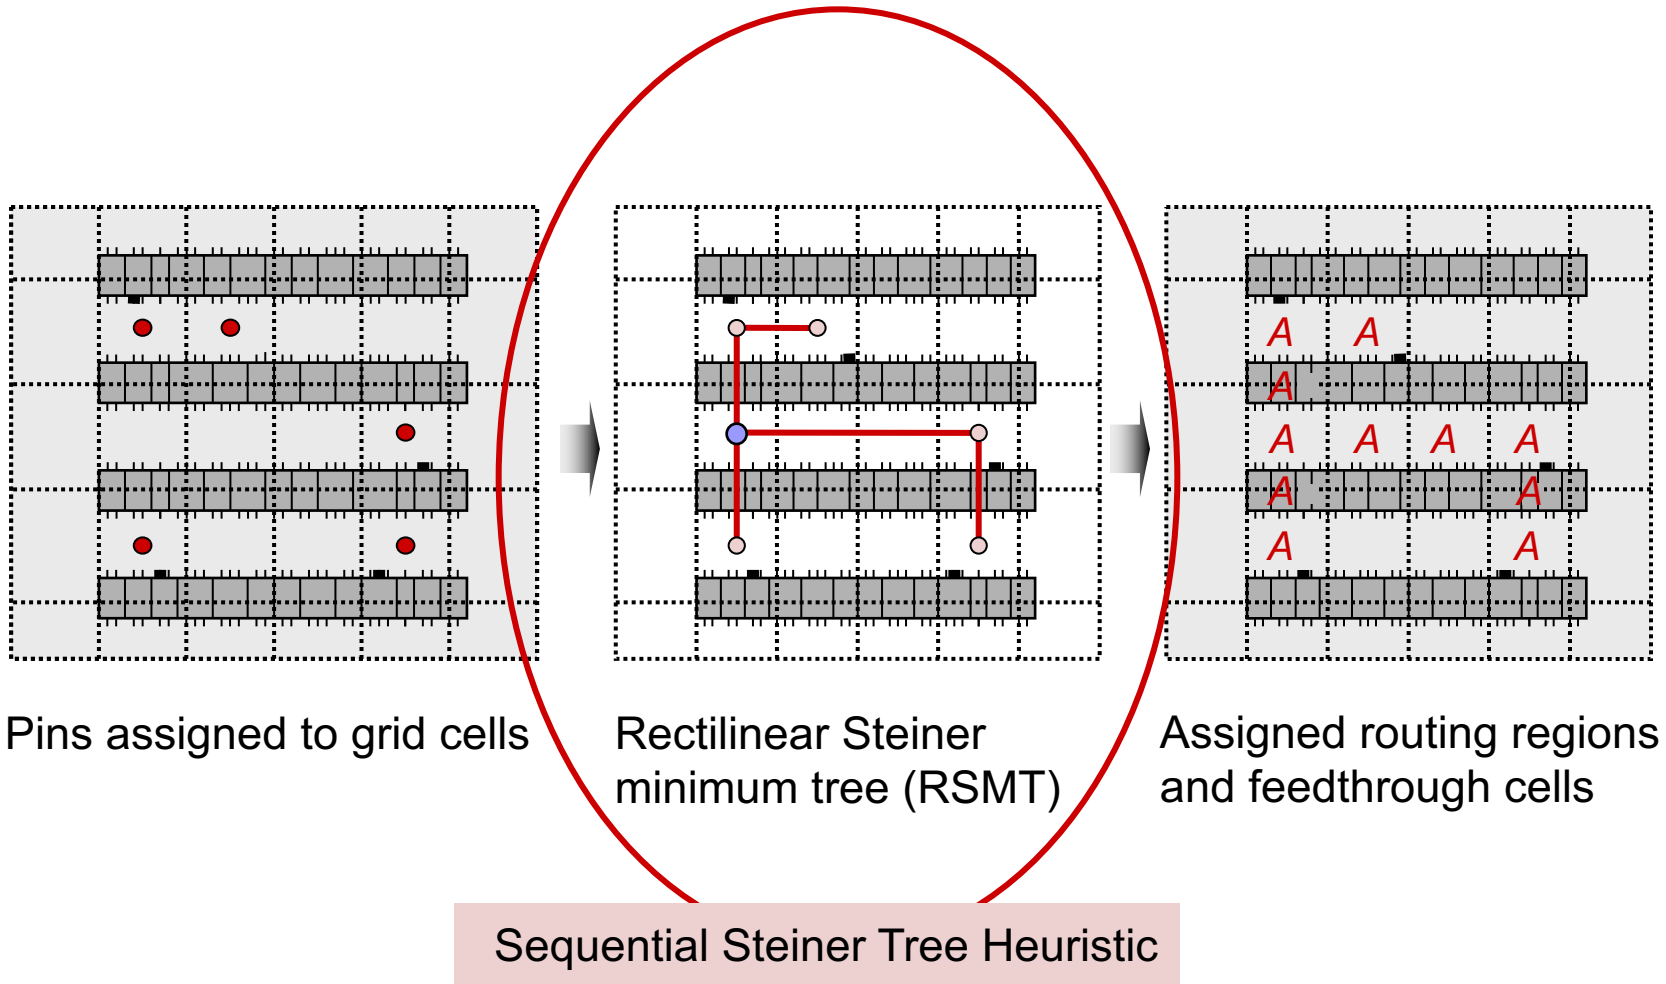 A A
A
A A A A
A A
A A
Pins assigned to grid cells
Rectilinear Steiner
minimum tree (RSMT)
Assigned routing regions
and feedthrough cells
Sequential Steiner Tree Heuristic